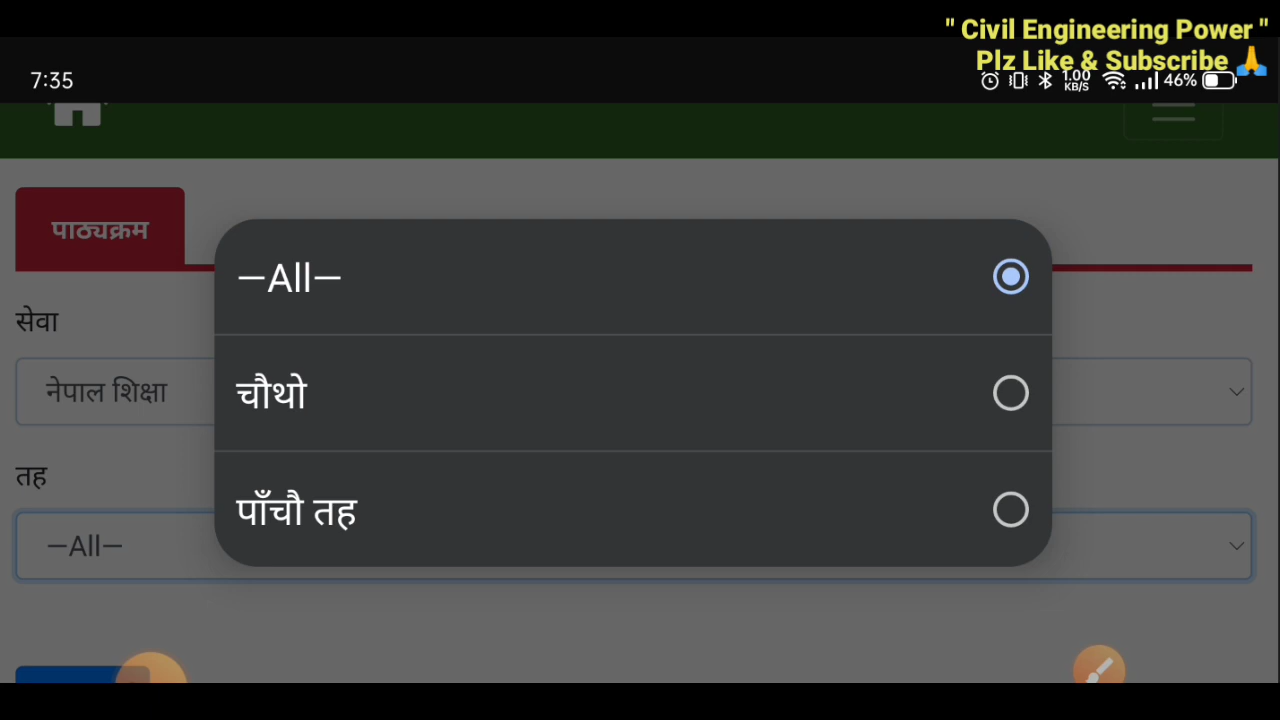 " Civil Engineering Power "
Plz Like & Subscribe 🙏
7:35
1.00
KB/S
46%
पाठ्यक्रम
सेवा
नेपाल शिक्षा
तह
—All—
—All—
चौथो
पाँचौ तह